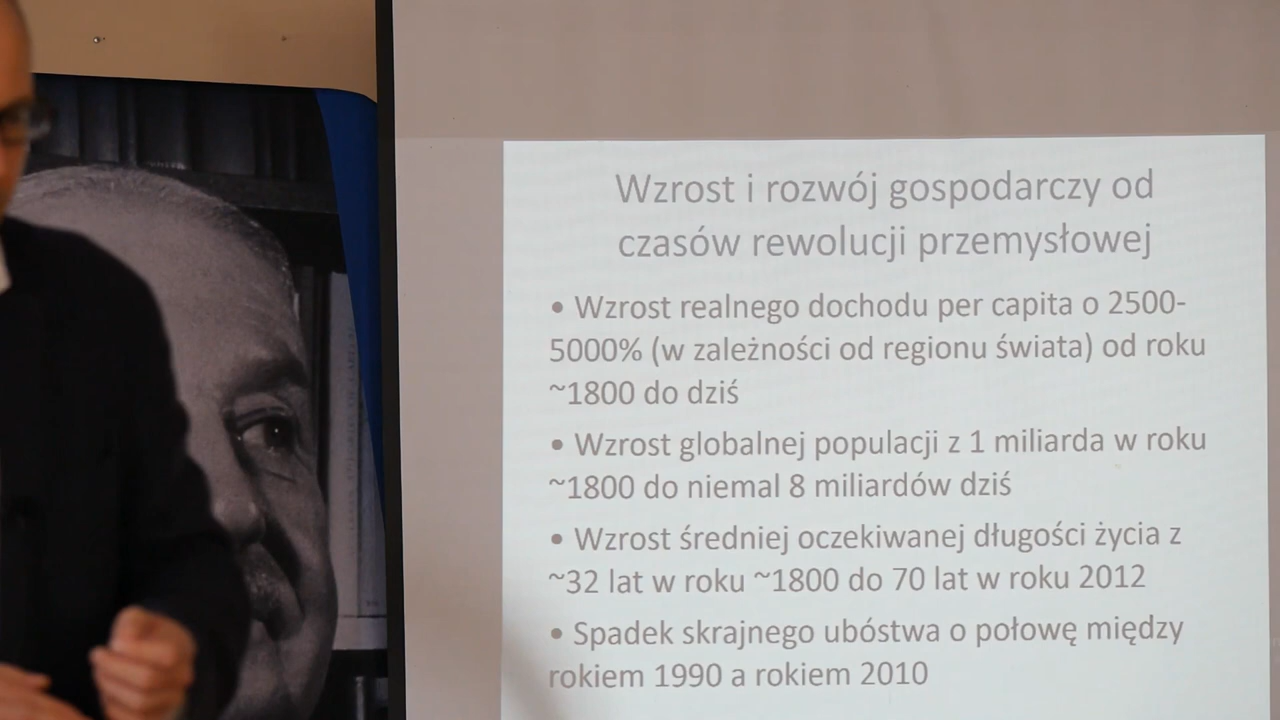 Wzrost i rozwój gospodarczy od
czasów rewolucji przemysłowej
• Wzrost realnego dochodu per capita o 2500-
5000% (w zależności od regionu świata) od roku
~1800 do dziś
• Wzrost globalnej populacji z 1 miliarda w roku
~1800 do niemal 8 miliardów dziś
• Wzrost średniej oczekiwanej długości życia z
~32 lat w roku ~1800 do 70 lat w roku 2012
• Spadek skrajnego ubóstwa o połowę między
rokiem 1990 a rokiem 2010